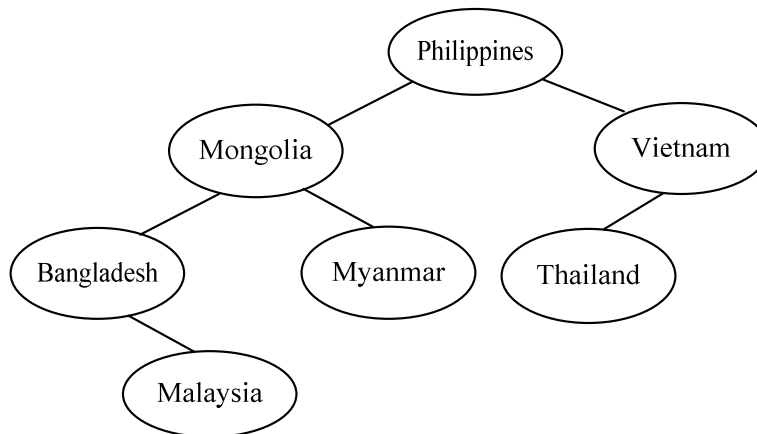 Philippines
Mongolia
Vietnam
Bangladesh
Myanmar
Thailand
Malaysia